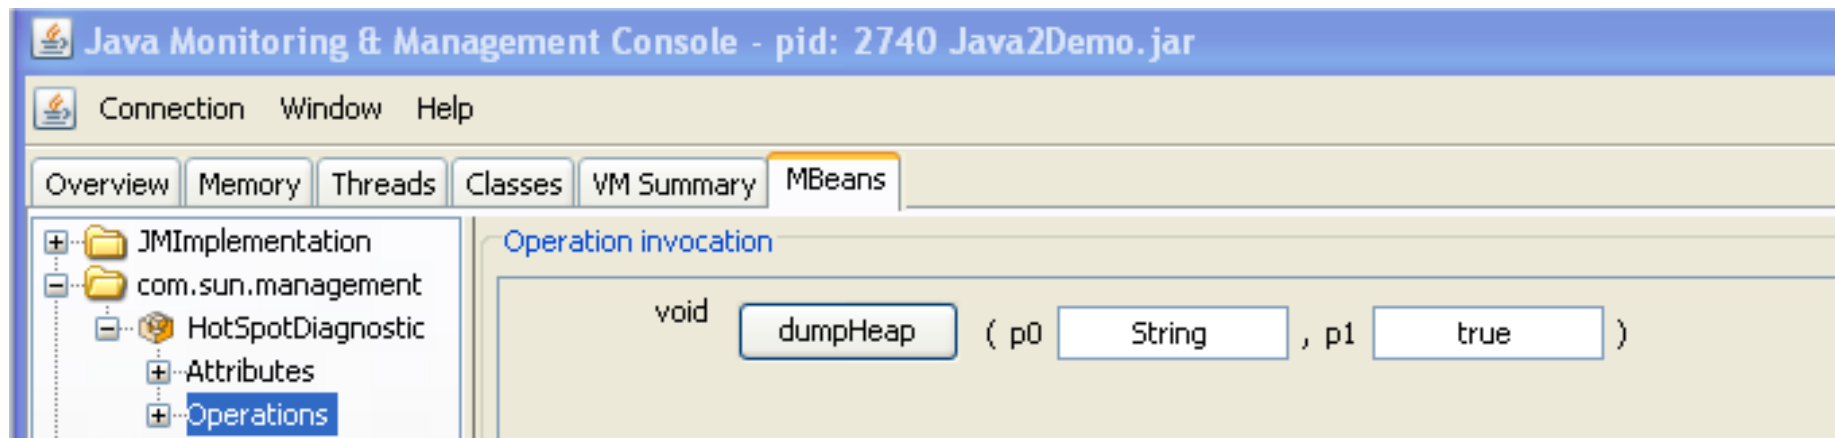 Java Monitoring & Management Console - pid: 2740 Java2Demo.jar
Connection Window Help
Overview Memory Threads Classes VM Summary MBeans
JMImplementation
com.sun.management
HotSpotDiagnostic
Attributes
Operations
Operation invocation
void dumpHeap ( p0 String , p1 true )